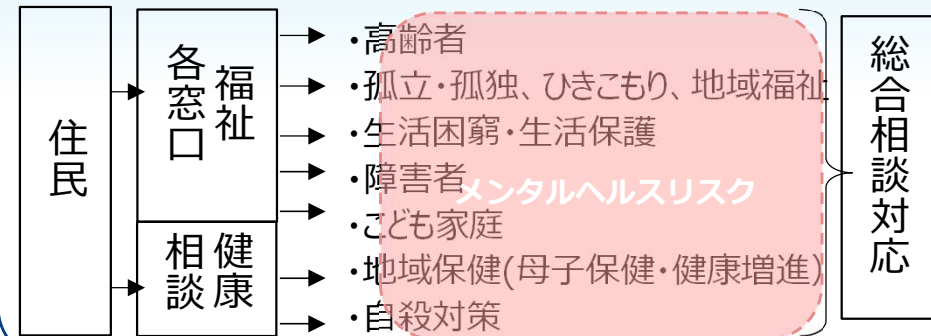 住民
福祉
各窓口
健康
相談
・高齢者
・孤立・孤独、ひきこもり、地域福祉
・生活困窮・生活保護
・障害者
メンタルヘルスリスク
・こども家庭
・地域保健(母子保健・健康増進)
・自殺対策
総合相談対応